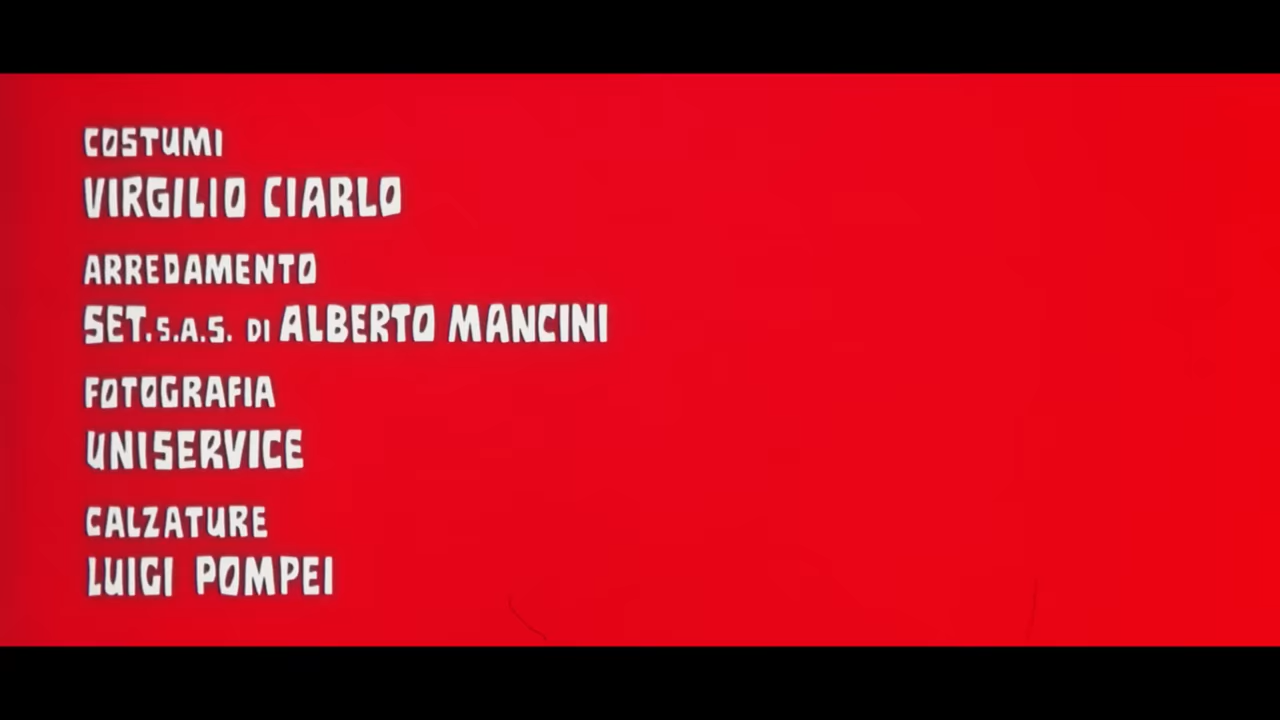 COSTUMI
VIRGILIO CIARLO
ARREDAMENTO
SET.S.A.S. DI ALBERTO MANCINI
FOTOGRAFIA
UNISERVICE
CALZATURE
LUIGI POMPEI